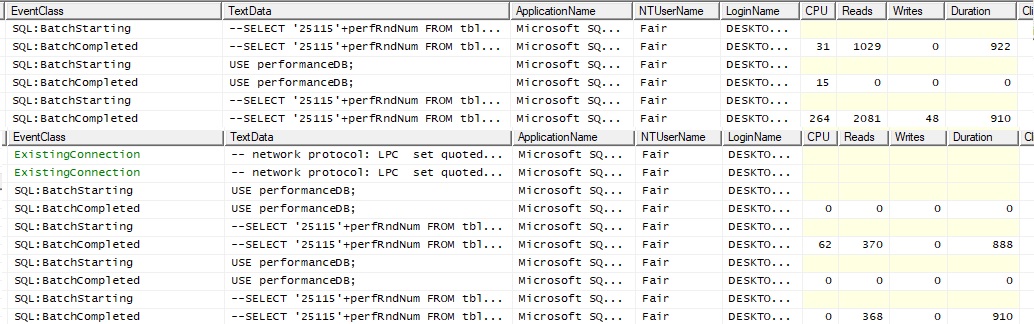 EventClass TextData ApplicationName NTUserName LoginName CPU Reads Writes Duration Cli
SQL:BatchStarting --SELECT '25115'+perfRndNum FROM tbl... Microsoft SQ... Fair DESKTO...
SQL:BatchCompleted --SELECT '25115'+perfRndNum FROM tbl... Microsoft SQ... Fair DESKTO... 31 1029 0 922
SQL:BatchStarting USE performanceDB; Microsoft SQ... Fair DESKTO...
SQL:BatchCompleted USE performanceDB; Microsoft SQ... Fair DESKTO... 15 0 0 0
SQL:BatchStarting --SELECT '25115'+perfRndNum FROM tbl... Microsoft SQ... Fair DESKTO...
SQL:BatchCompleted --SELECT '25115'+perfRndNum FROM tbl... Microsoft SQ... Fair DESKTO... 264 2081 48 910
EventClass TextData ApplicationName NTUserName LoginName CPU Reads Writes Duration C
ExistingConnection -- network protocol: LPC set quoted... Microsoft SQ... Fair DESKTO...
ExistingConnection -- network protocol: LPC set quoted... Microsoft SQ... Fair DESKTO...
SQL:BatchStarting USE performanceDB; Microsoft SQ... Fair DESKTO...
SQL:BatchCompleted USE performanceDB; Microsoft SQ... Fair DESKTO... 0 0 0 0
SQL:BatchStarting --SELECT '25115'+perfRndNum FROM tbl... Microsoft SQ... Fair DESKTO...
SQL:BatchCompleted --SELECT '25115'+perfRndNum FROM tbl... Microsoft SQ... Fair DESKTO... 62 370 0 888
SQL:BatchStarting USE performanceDB; Microsoft SQ... Fair DESKTO...
SQL:BatchCompleted USE performanceDB; Microsoft SQ... Fair DESKTO... 0 0 0 0
SQL:BatchStarting --SELECT '25115'+perfRndNum FROM tbl... Microsoft SQ... Fair DESKTO...
SQL:BatchCompleted --SELECT '25115'+perfRndNum FROM tbl... Microsoft SQ... Fair DESKTO... 0 368 0 910